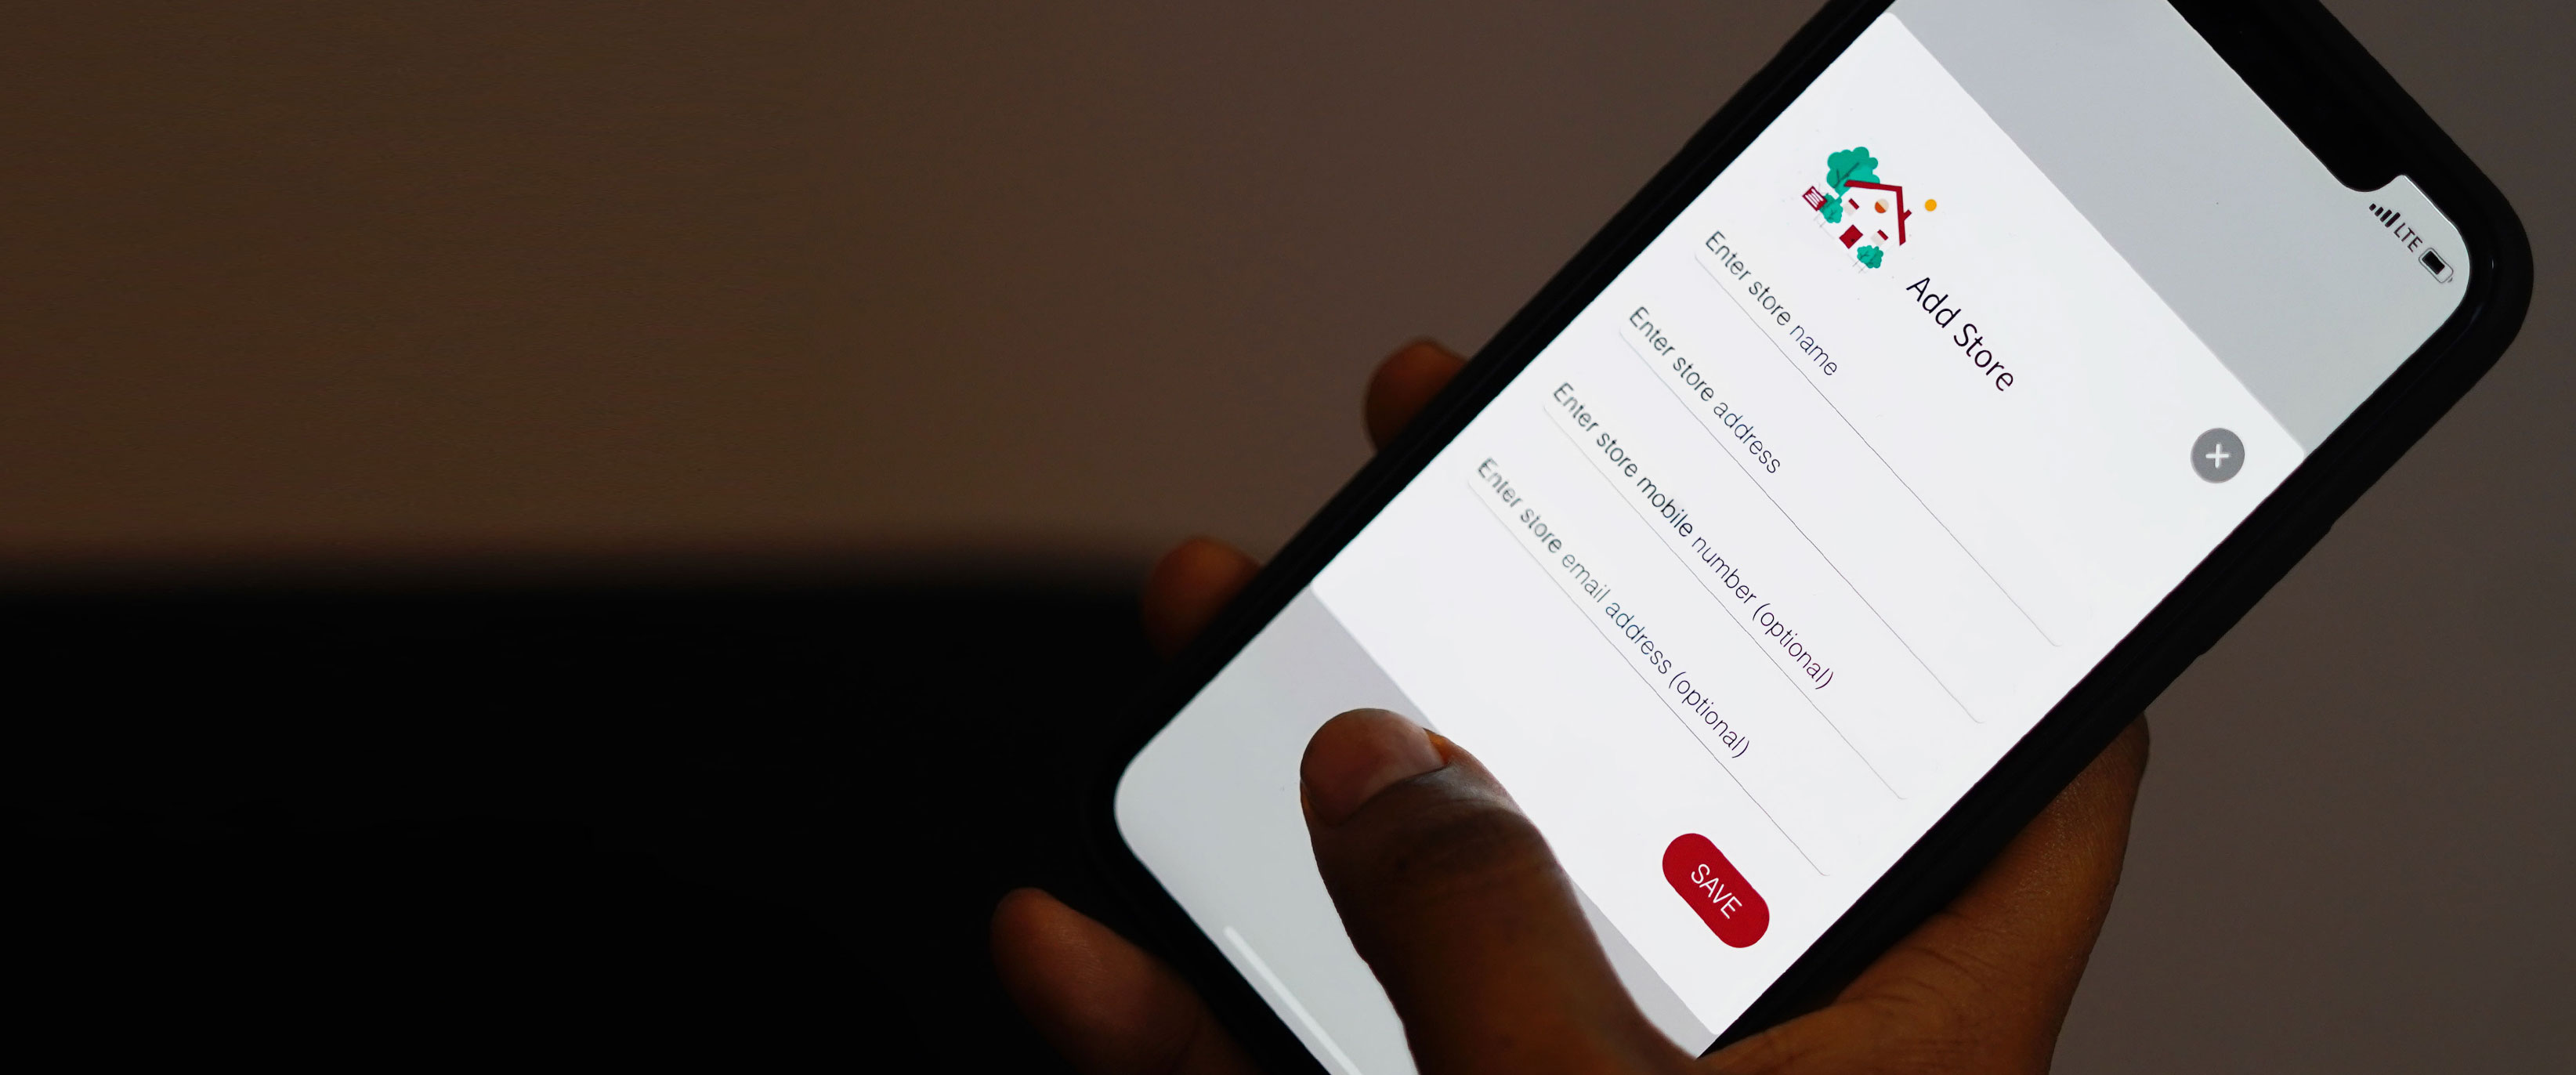 LTE
Add Store
Enter store name
Enter store address
Enter store mobile number (optional)
Enter store email address (optional)
SAVE